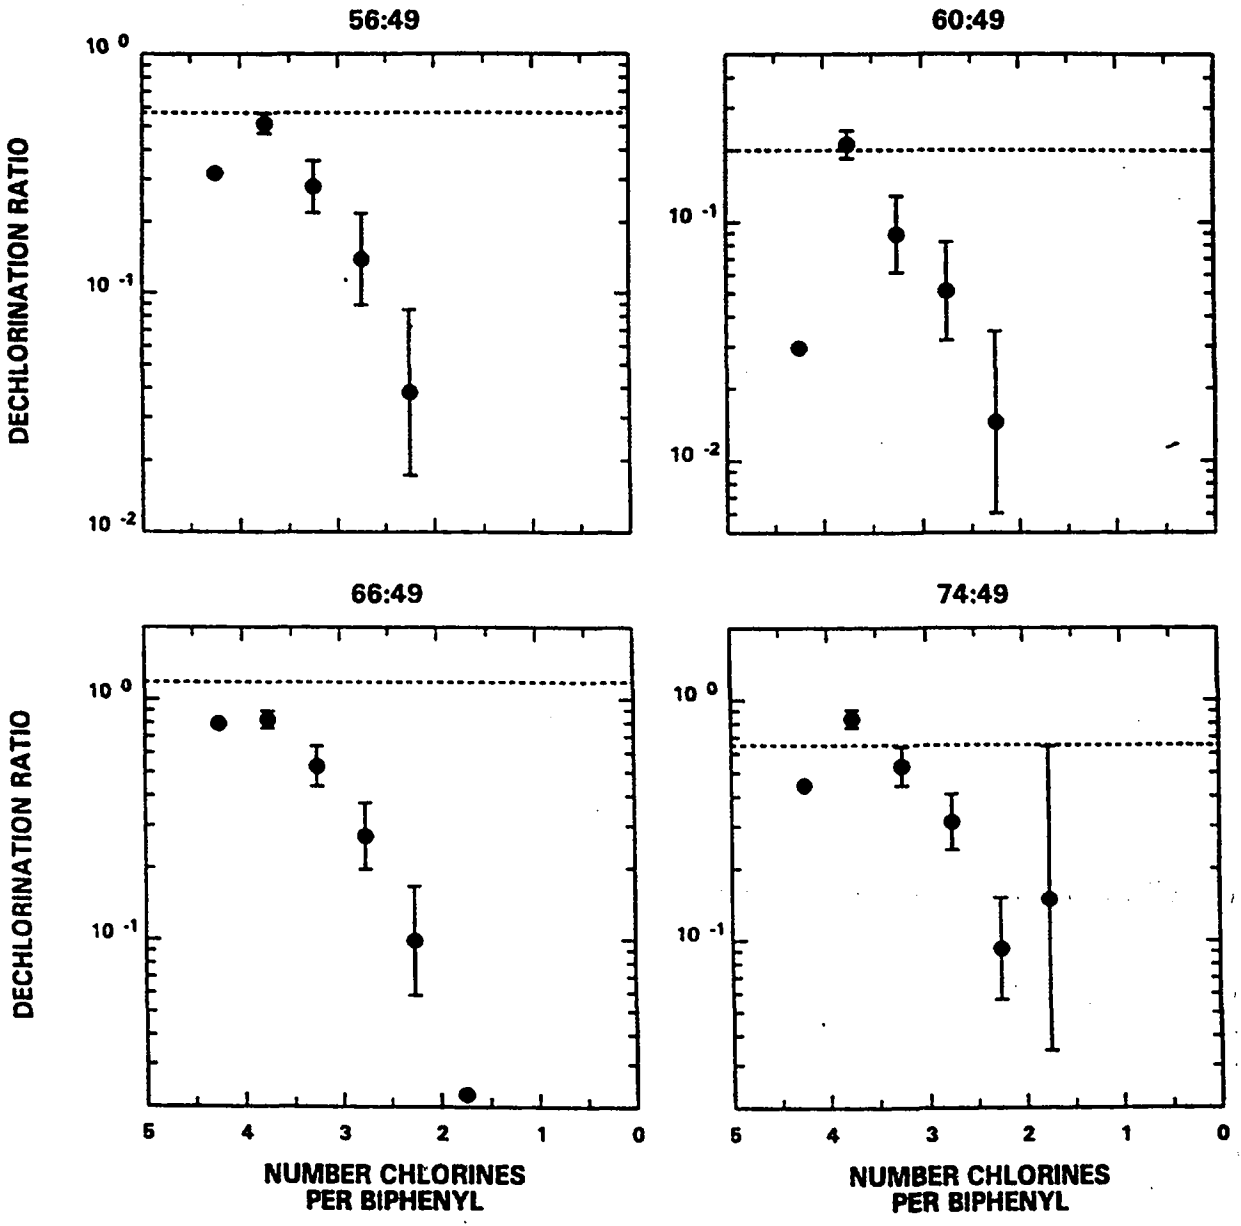 56:49
60:49
10 0
DECHLORINATION RATIO
10 -1
10 -2
10 -1
10 -2
66:49
74:49
10 0
DECHLORINATION RATIO
10 -1
5 4 3 2 1 0
NUMBER CHLORINES
PER BIPHENYL
10 0
10 -1
5 4 3 2 1 0
NUMBER CHLORINES
PER BIPHENYL